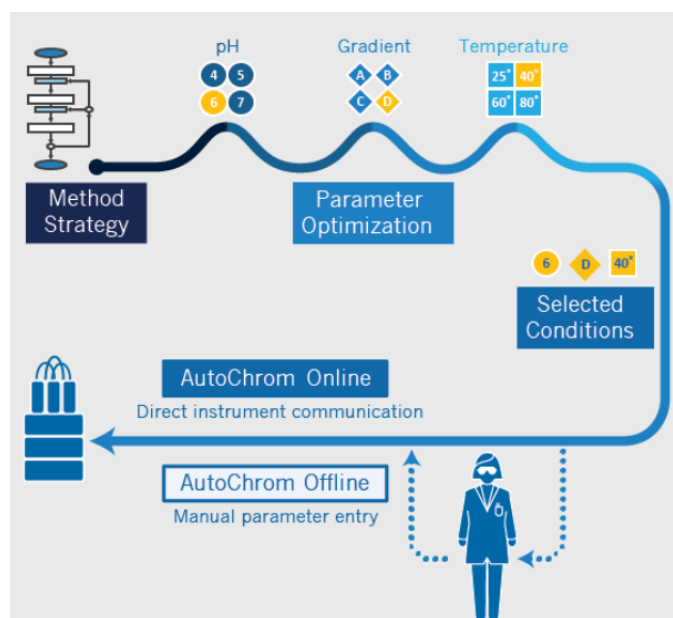 pH
4 5
6 7
Gradient
A B
C D
Temperature
25° 40°
60° 80°
Method
Strategy
Parameter
Optimization
6 D 40°
Selected
Conditions
AutoChrom Online
Direct instrument communication
AutoChrom Offline
Manual parameter entry